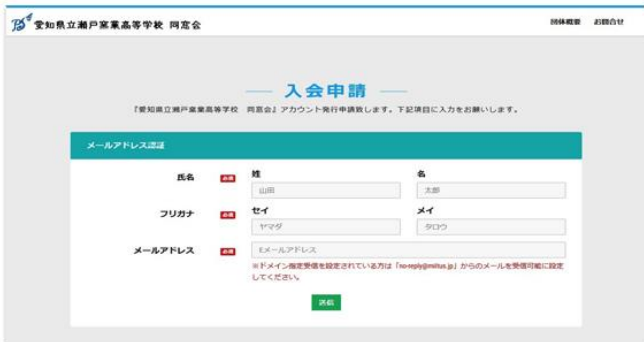 愛知県立瀬戸窯業高等学校 同窓会
団体概要 お問合せ
入会申請
『愛知県立瀬戸窯業高等学校 同窓会』アカウント発行申請致します。下記項目に入力をお願いします。
メールアドレス認証
氏名 必須 姓 名
山田 太郎
フリガナ 必須 セイ メイ
ヤマダ タロウ
メールアドレス 必須 Eメールアドレス
※ドメイン指定受信を設定されている方は「no-reply@miitus.jp」からのメールを受信可能に設定
してください。
送信